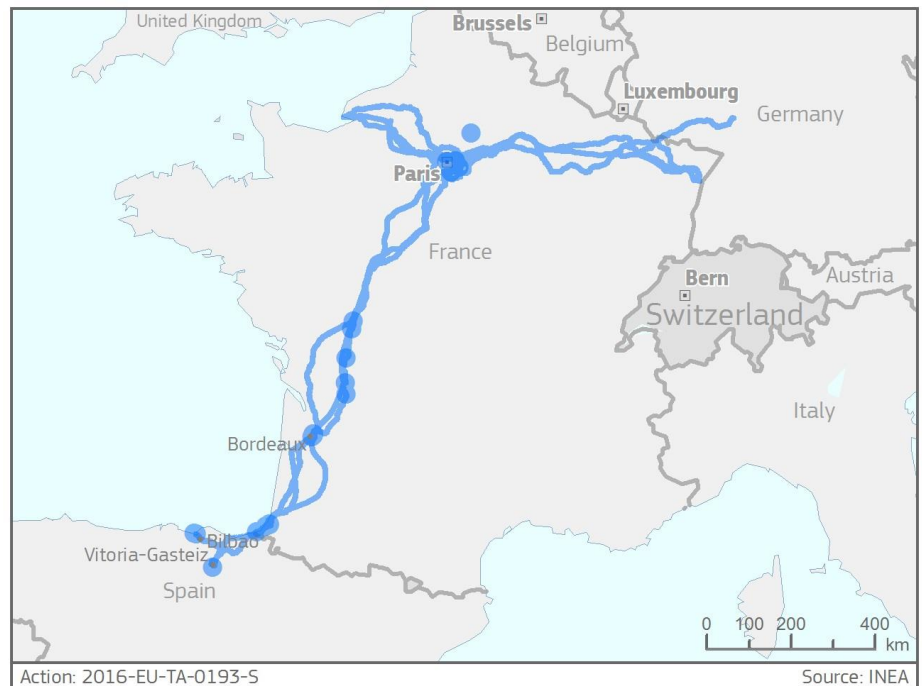 United Kingdom
Brussels
Belgium
Luxembourg
Germany
Paris
France
Bern
Austria
Switzerland
Italy
Bordeaux
Bilbao
Vitoria-Gasteiz
Spain
0 100 200 400
km
Action: 2016-EU-TA-0193-S Source: INEA